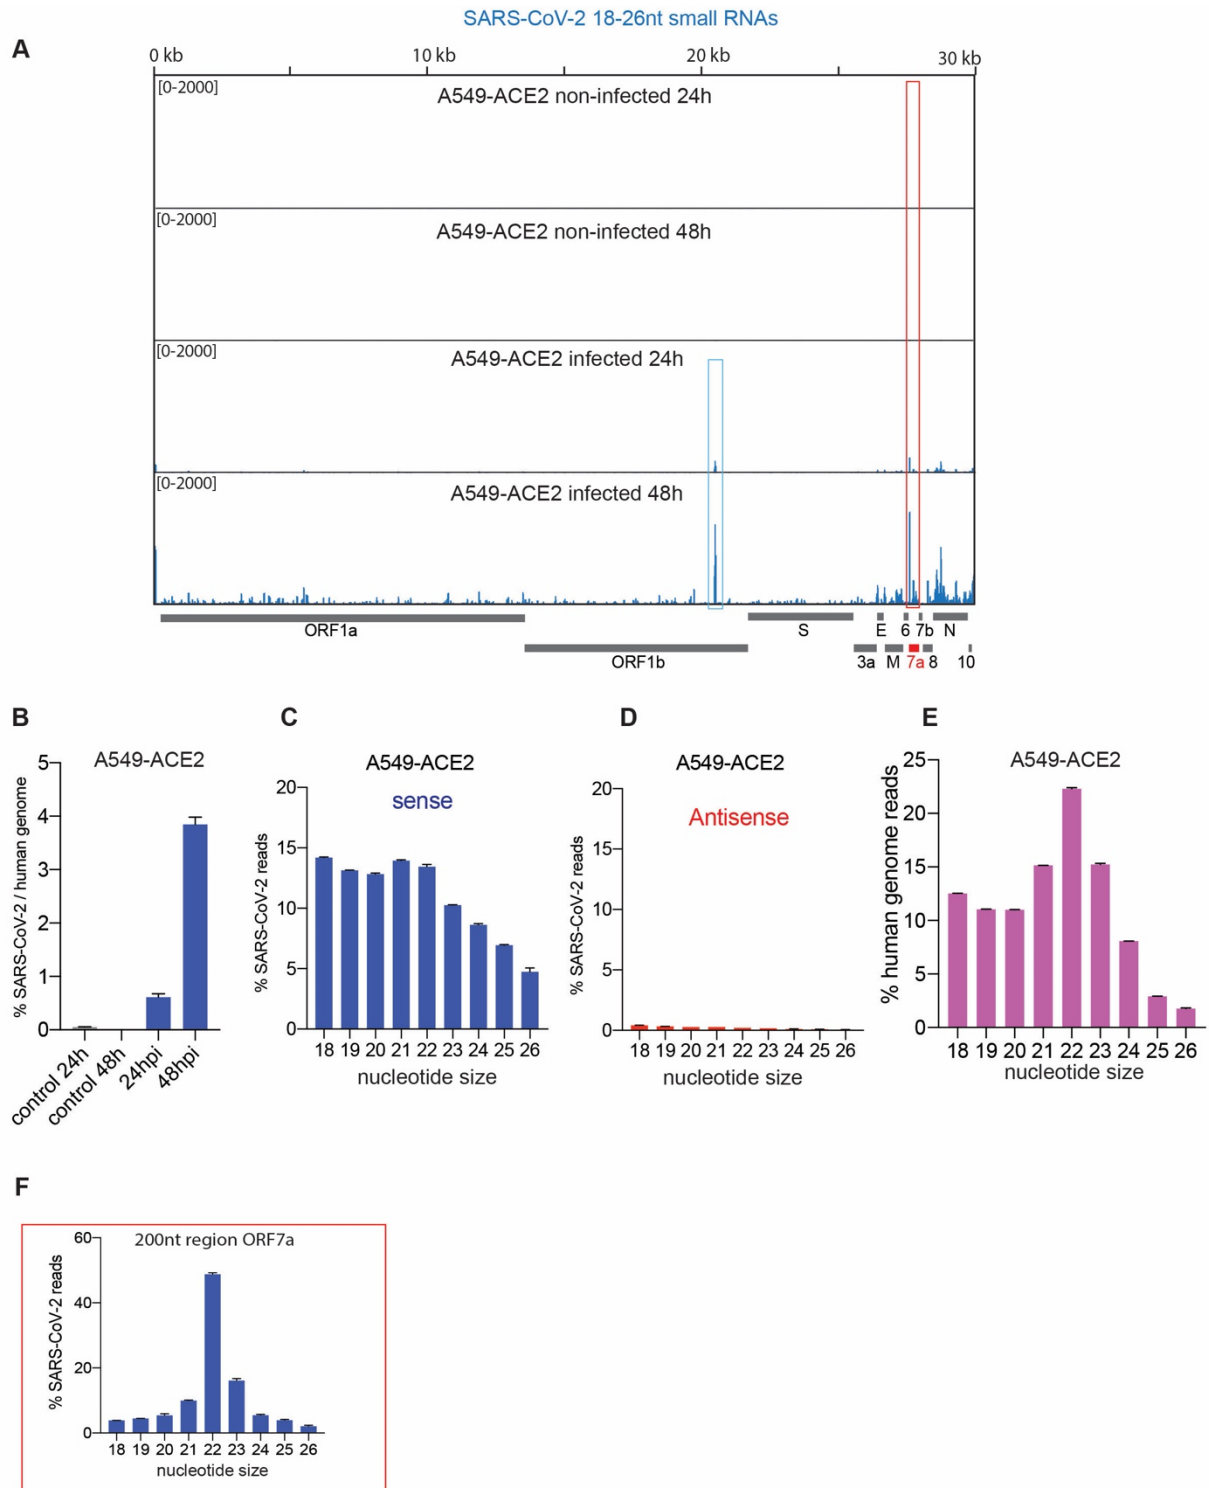 SARS-CoV-2 18-26nt small RNAs
A
0 kb 10 kb 20 kb 30 kb
[0-2000]
A549-ACE2 non-infected 24h
[0-2000]
A549-ACE2 non-infected 48h
[0-2000]
A549-ACE2 infected 24h
[0-2000]
A549-ACE2 infected 48h
ORF1a S E 6 7b N
ORF1b 3a M 7a 8 10
B
A549-ACE2
% SARS-CoV-2 / human genome
5
4
3
2
1
0
control 24h
control 48h
24hpi
48hpi
C
A549-ACE2
sense
% SARS-CoV-2 reads
20
15
10
5
0
18 19 20 21 22 23 24 25 26
nucleotide size
D
A549-ACE2
Antisense
% SARS-CoV-2 reads
20
15
10
5
0
18 19 20 21 22 23 24 25 26
nucleotide size
E
A549-ACE2
% human genome reads
25
20
15
10
5
0
18 19 20 21 22 23 24 25 26
nucleotide size
F
200nt region ORF7a
% SARS-CoV-2 reads
60
40
20
0
18 19 20 21 22 23 24 25 26
nucleotide size